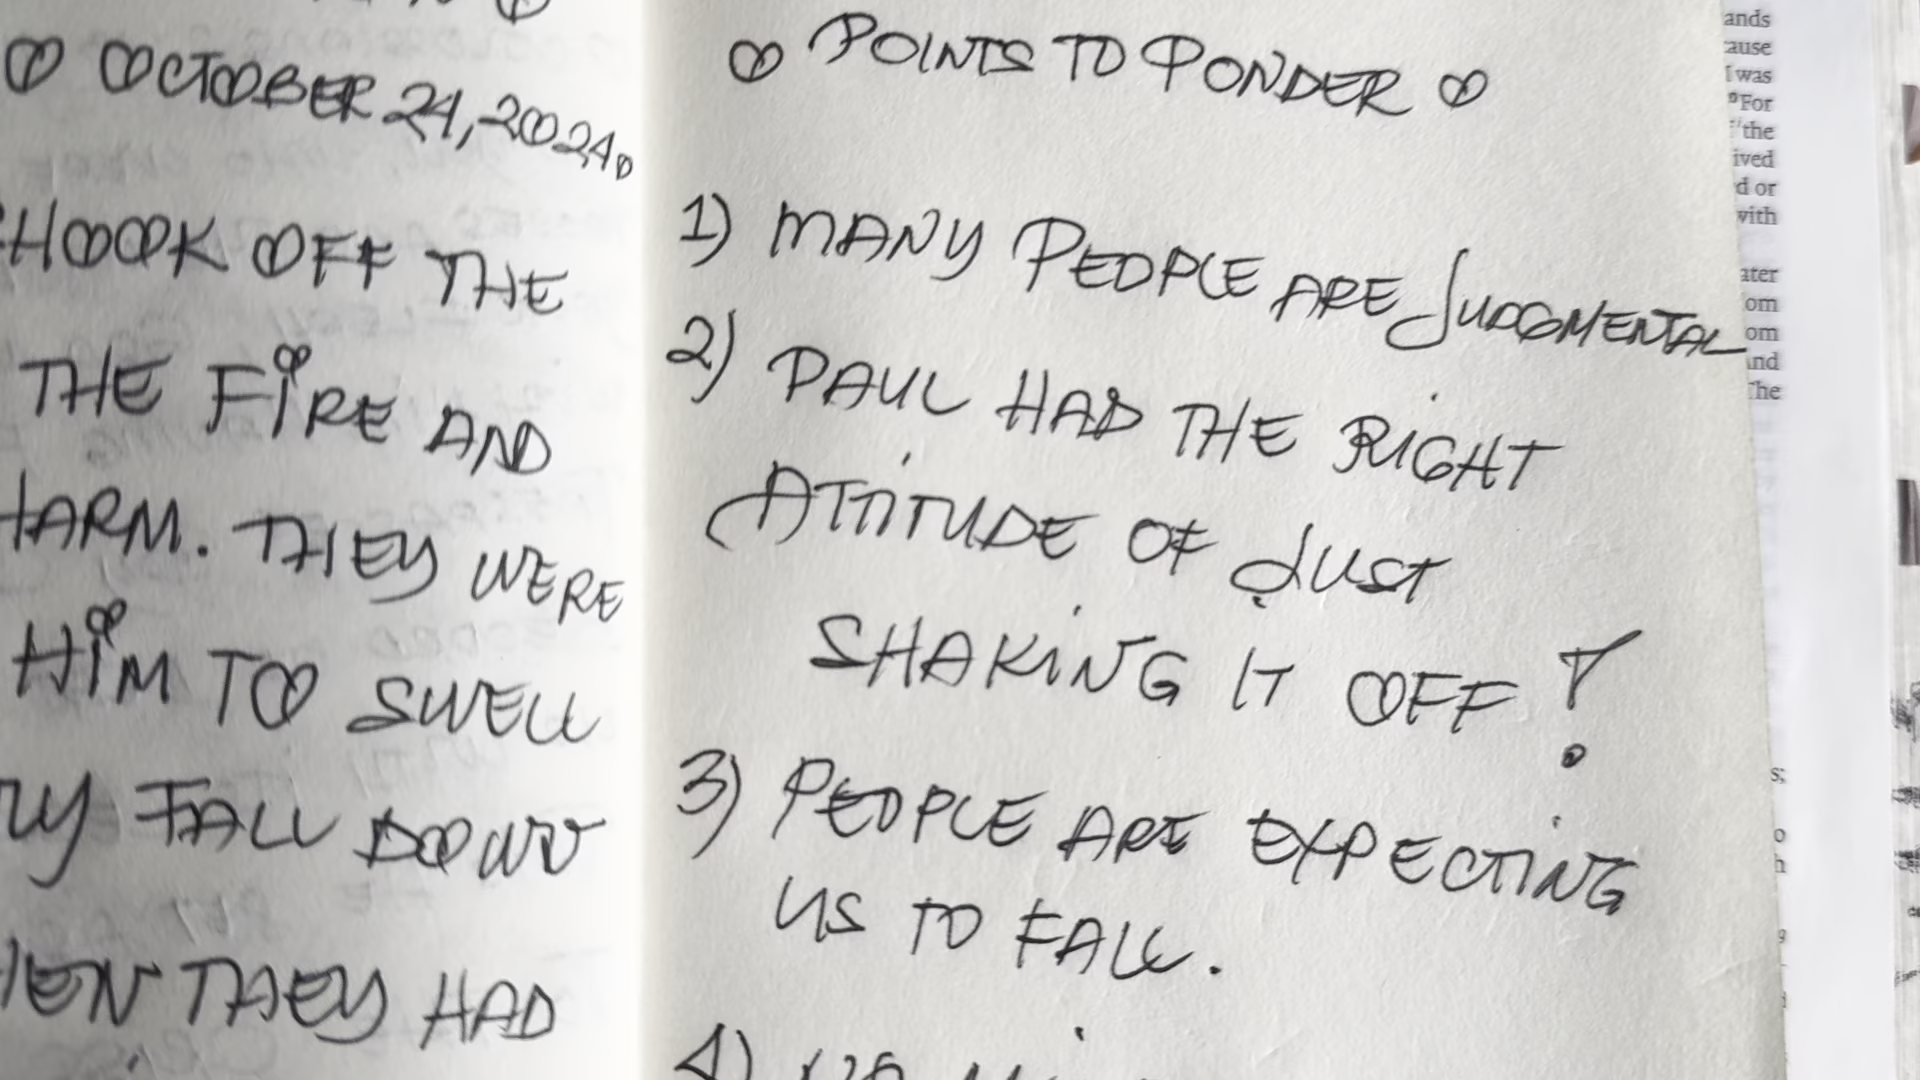 OCTOBER 24, 2024.
HOOK OFF THE
THE FIRE AND
HARM. THEY WERE
HIM TO SWELL
FALL DOWN
THEY HAD
POINTS TO PONDER
1) MANY PEOPLE ARE JUDGMENTAL
2) PAUL HAD THE RIGHT
ATTITUDE OF JUST
SHAKING IT OFF!
3) PEOPLE ARE EXPECTING
US TO FALL.
4)
ands
ause
I was
For
the
ived
d or
with
ater
om
om
nd
The